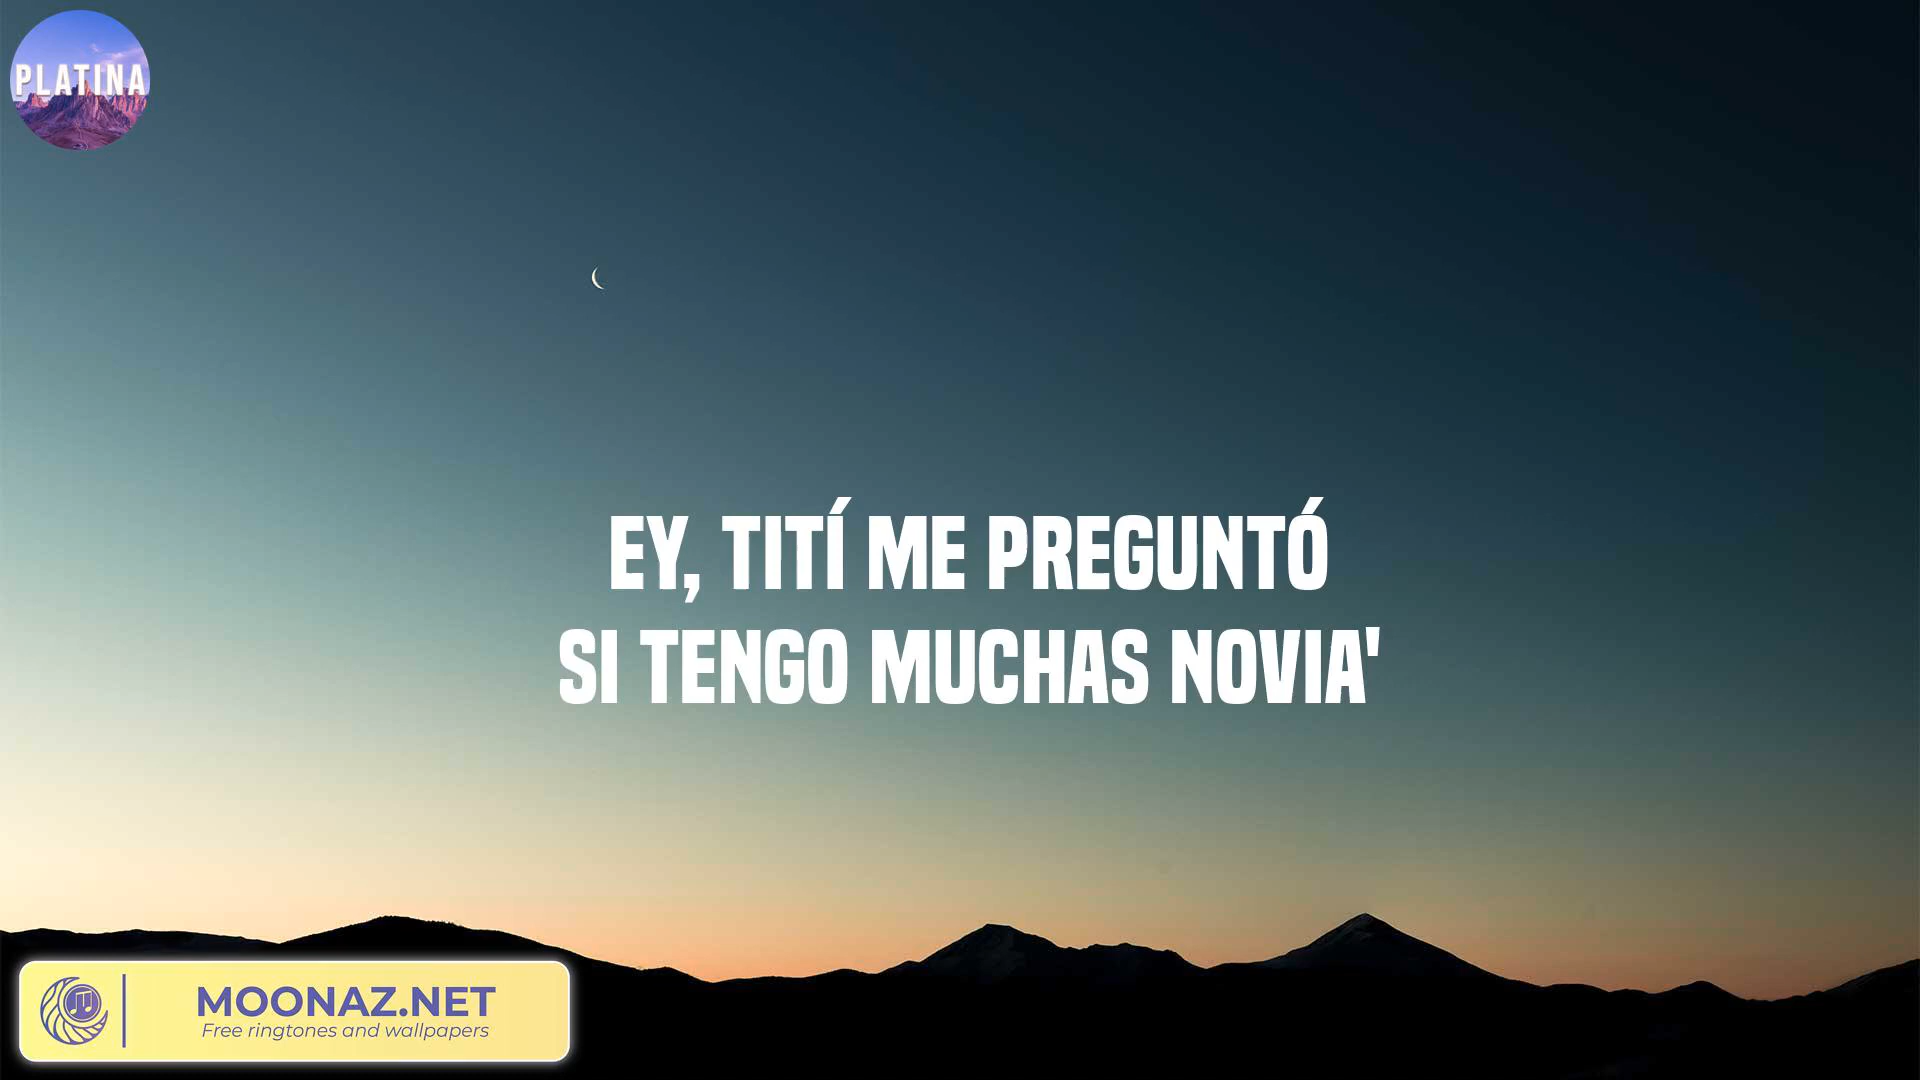 PLATINA
EY, TITÍ ME PREGUNTÓ
SI TENGO MUCHAS NOVIA'
MOONAZ.NET
Free ringtones and wallpapers